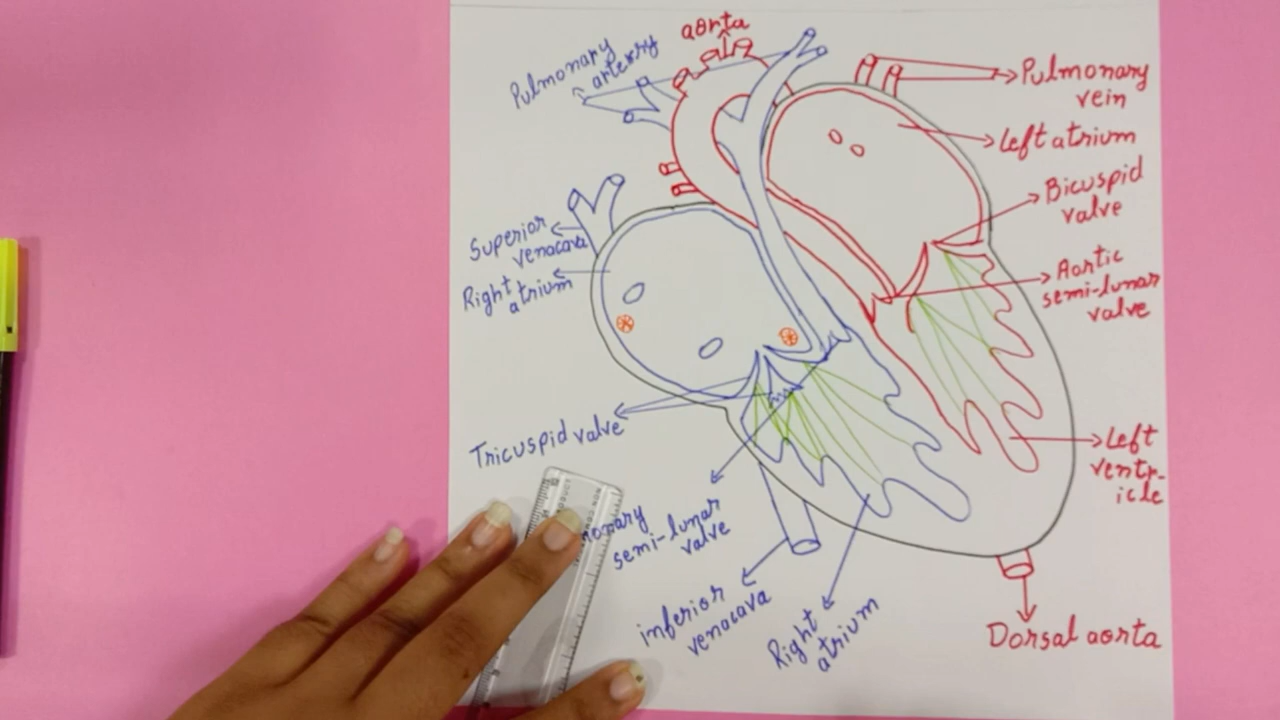 aorta
Pulmonary
artery
Pulmonary
vein
Left atrium
Bicuspid
valve
Superior
venacava
Right
atrium
Aortic
semi-lunar
valve
Tricuspid valve
Left
ventr-
icle
monary
semi-lunar
valve
inferior
venacava
Right
atrium
Dorsal aorta